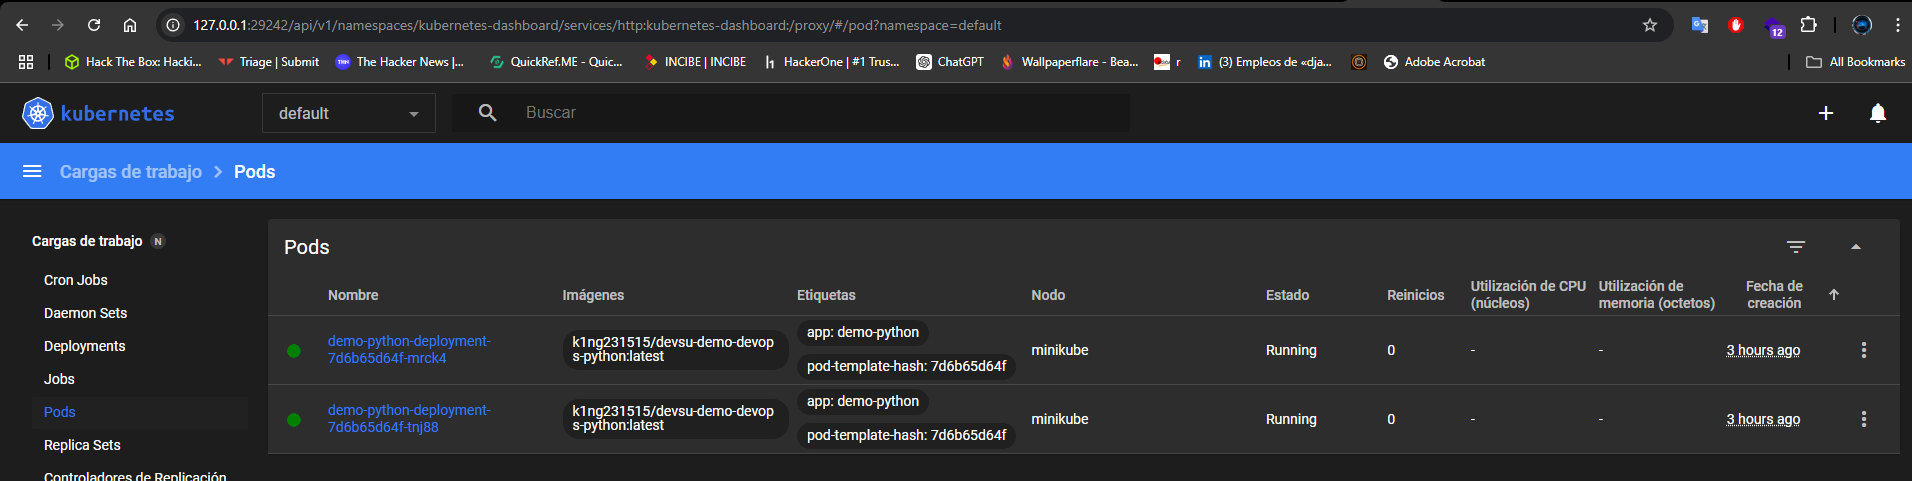 127.0.0.1:29242/api/v1/namespaces/kubernetes-dashboard/services/http:kubernetes-dashboard:/proxy/#/pod?namespace=default
12
Hack The Box: Hacki...
Triage | Submit
The Hacker News |...
QuickRef.ME - Quic...
INCIBE | INCIBE
HackerOne | #1 Trus...
ChatGPT
Wallpaperflare - Bea...
r
(3) Empleos de «dja...
Adobe Acrobat
All Bookmarks
kubernetes
default
Buscar
Cargas de trabajo > Pods
Cargas de trabajo N
Cron Jobs
Daemon Sets
Deployments
Jobs
Pods
Replica Sets
Controladores de Replicación
Pods
Nombre
Imágenes
Etiquetas
Nodo
Estado
Reinicios
Utilización de CPU
(núcleos)
Utilización de
memoria (octetos)
Fecha de
creación
demo-python-deployment-
7d6b65d64f-mrck4
k1ng231515/devsu-demo-devop
s-python:latest
app: demo-python
pod-template-hash: 7d6b65d64f
minikube
Running
0
-
-
3 hours ago
demo-python-deployment-
7d6b65d64f-tnj88
k1ng231515/devsu-demo-devop
s-python:latest
app: demo-python
pod-template-hash: 7d6b65d64f
minikube
Running
0
-
-
3 hours ago